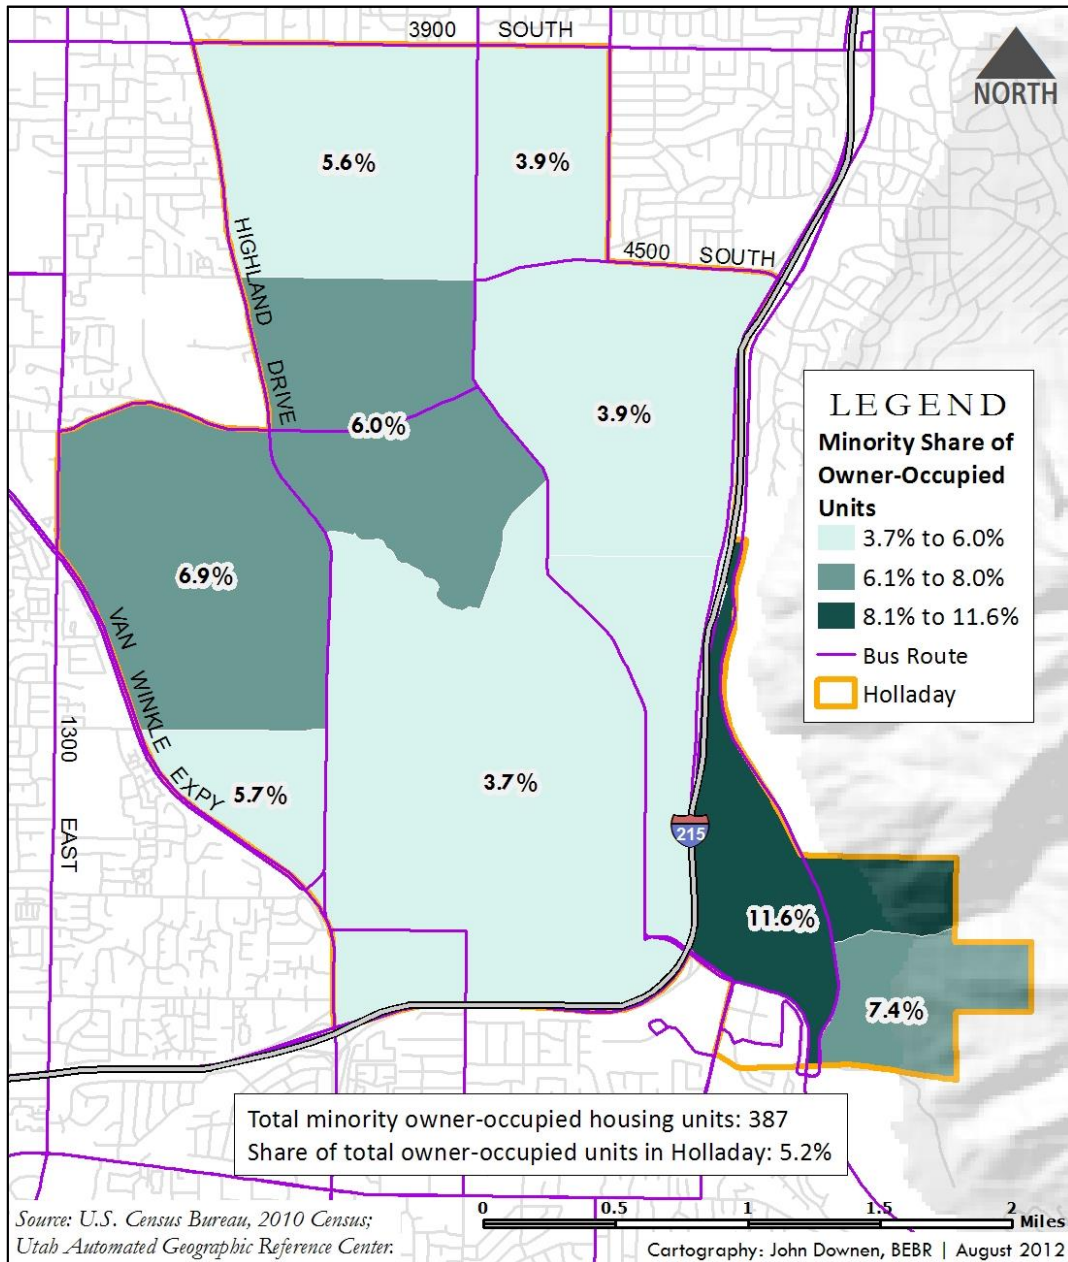 3900 SOUTH
NORTH
5.6%
3.9%
HIGHLAND DRIVE
4500 SOUTH
3.9%
6.0%
LEGEND
Minority Share of
Owner-Occupied
Units
3.7% to 6.0%
6.1% to 8.0%
8.1% to 11.6%
Bus Route
Holladay
6.9%
VAN WINKLE EXPY
1300 EAST
5.7%
3.7%
215
11.6%
7.4%
Total minority owner-occupied housing units: 387
Share of total owner-occupied units in Holladay: 5.2%
0 0.5 1 1.5 2
Miles
Source: U.S. Census Bureau, 2010 Census;
Utah Automated Geographic Reference Center.
Cartography: John Downen, BEBR | August 2012